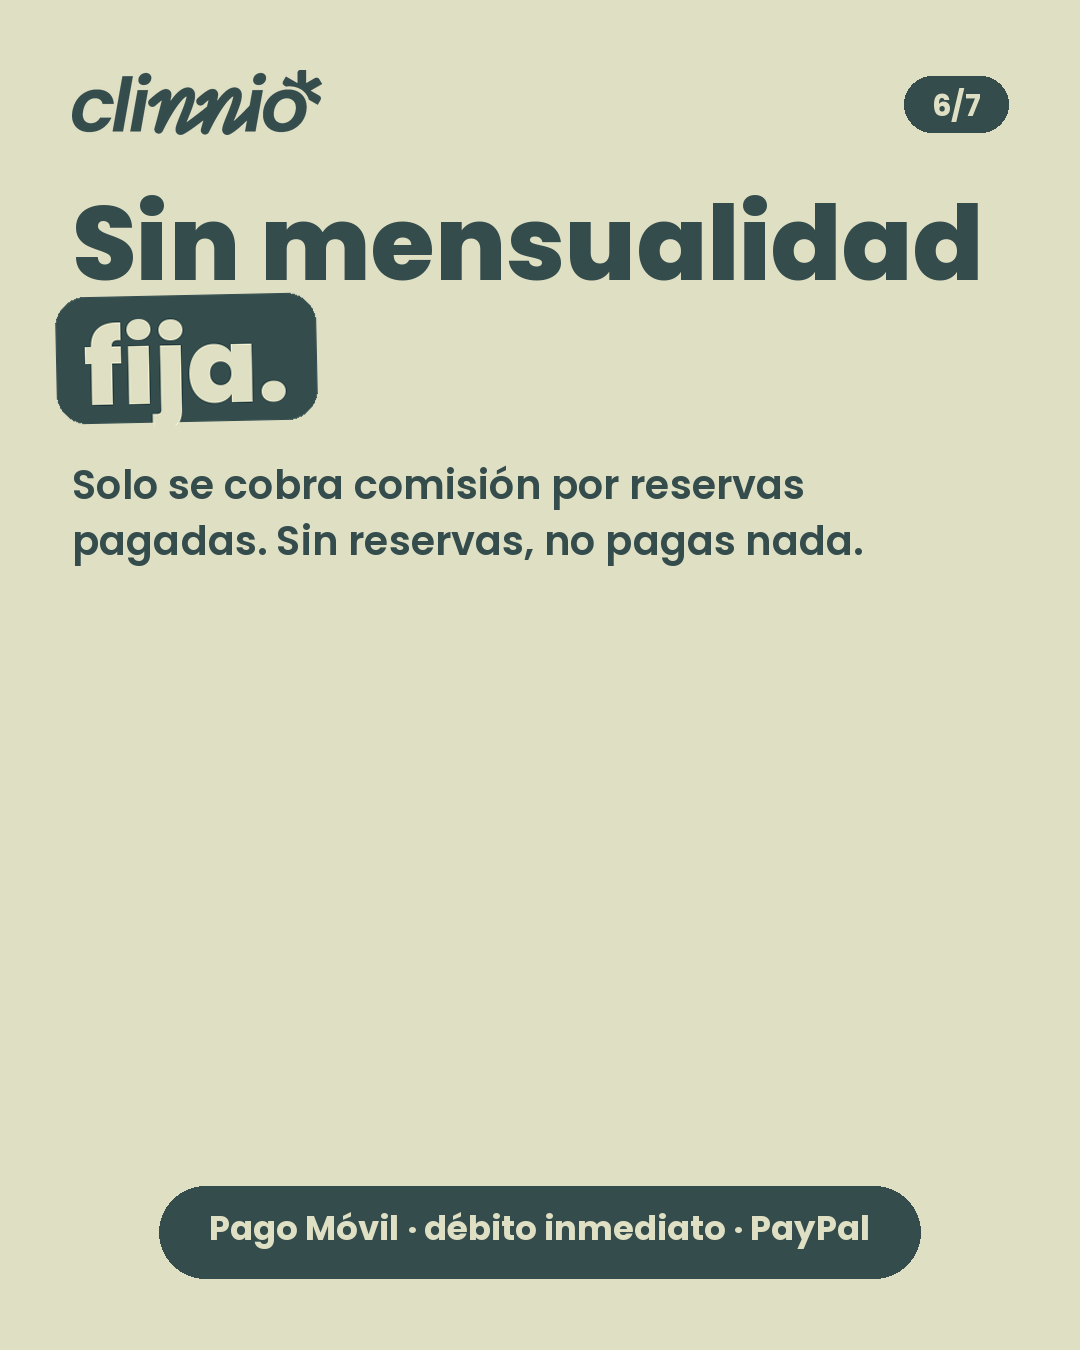 clinnio*
6/7
Sin mensualidad
fija.
Solo se cobra comisión por reservas
pagadas. Sin reservas, no pagas nada.
Pago Móvil · débito inmediato · PayPal